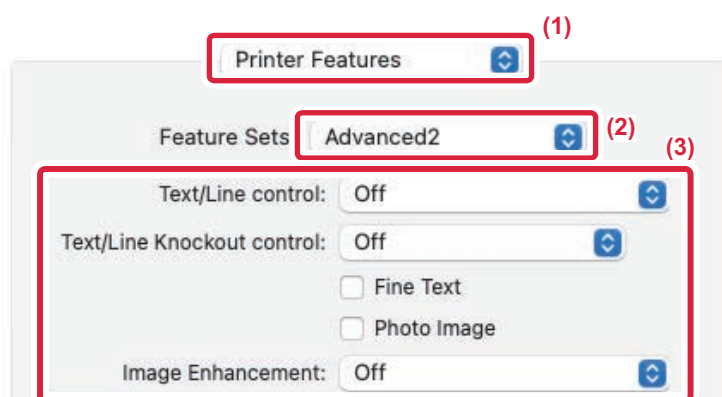 (1)
Printer Features
Feature Sets Advanced2 (2)
(3)
Text/Line control: Off
Text/Line Knockout control: Off
Fine Text
Photo Image
Image Enhancement: Off